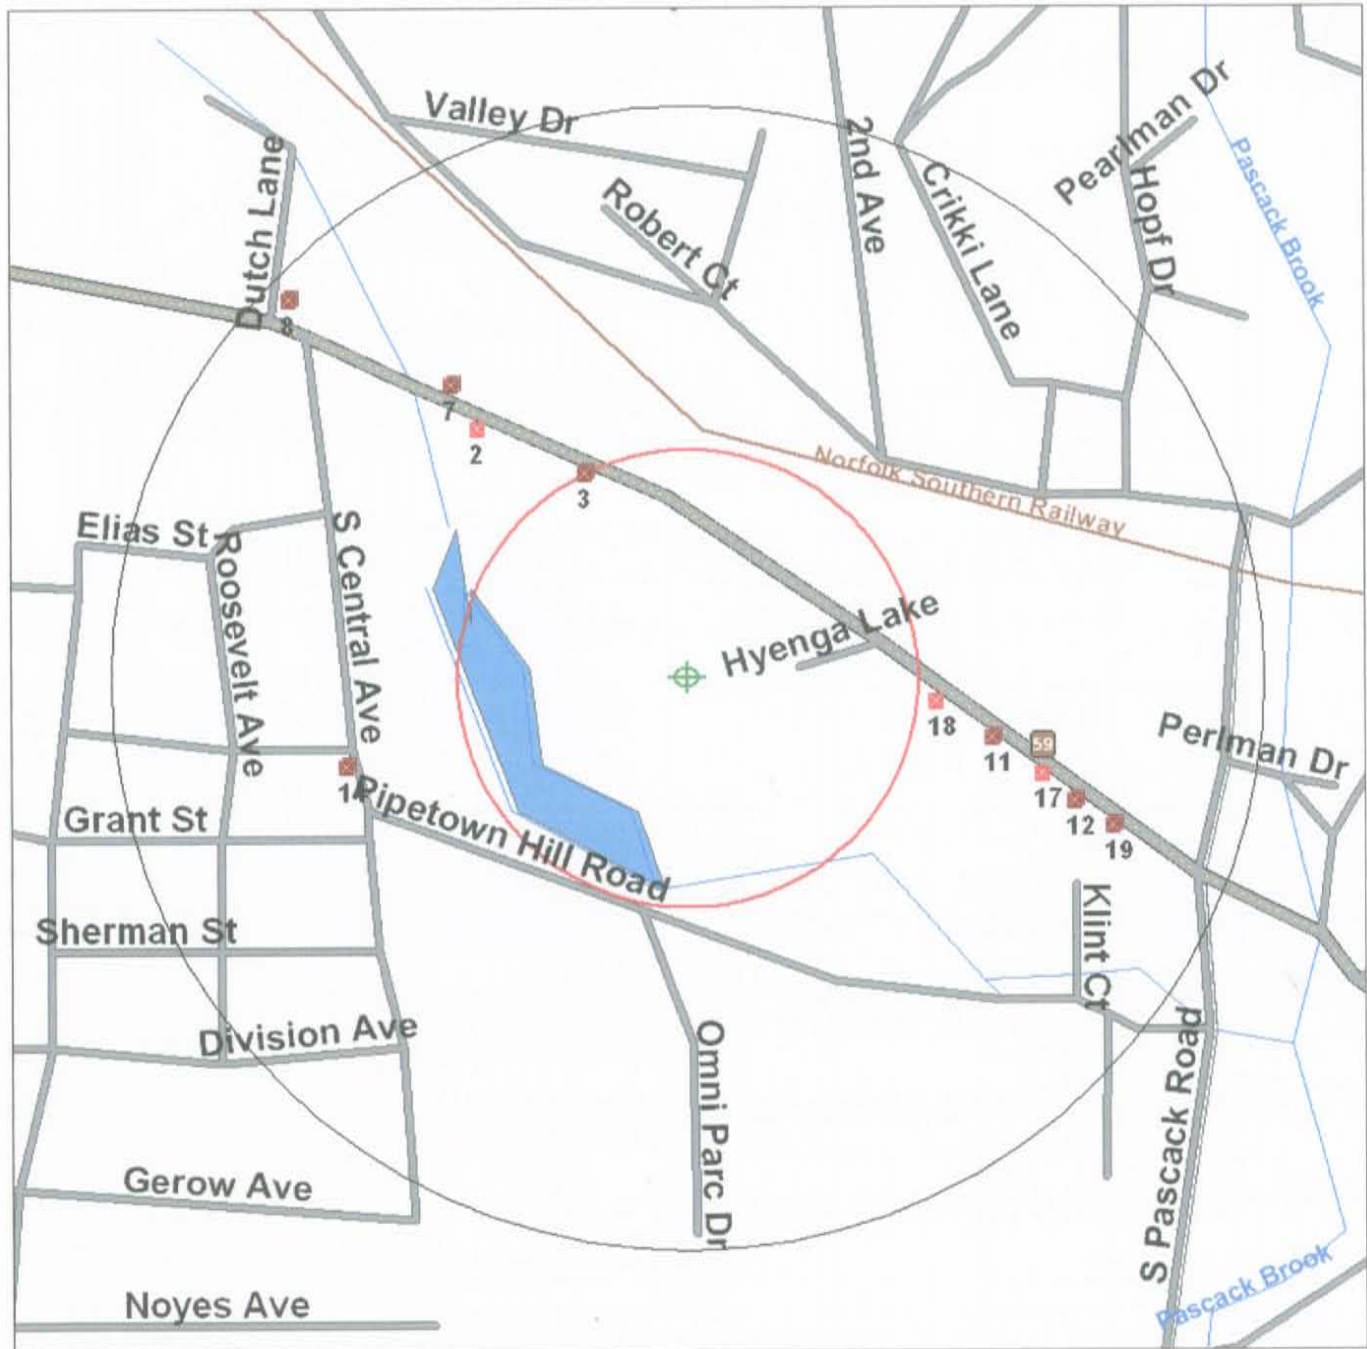 Valley Dr
2nd Ave
Pearlman Dr
Pascack Brook
Dutch Lane
Robert Ct
Crikki Lane
Hopf Dr
8
7
2
3
Norfolk Southern Railway
Elias St
Roosevelt Ave
S Central Ave
Hyenga Lake
18
11
59
17
12
19
Perlman Dr
Pipetown Hill Road
Grant St
Klint Ct
Sherman St
Division Ave
Omni Parc Dr
S Pascack Road
Gerow Ave
Pascack Brook
Noyes Ave